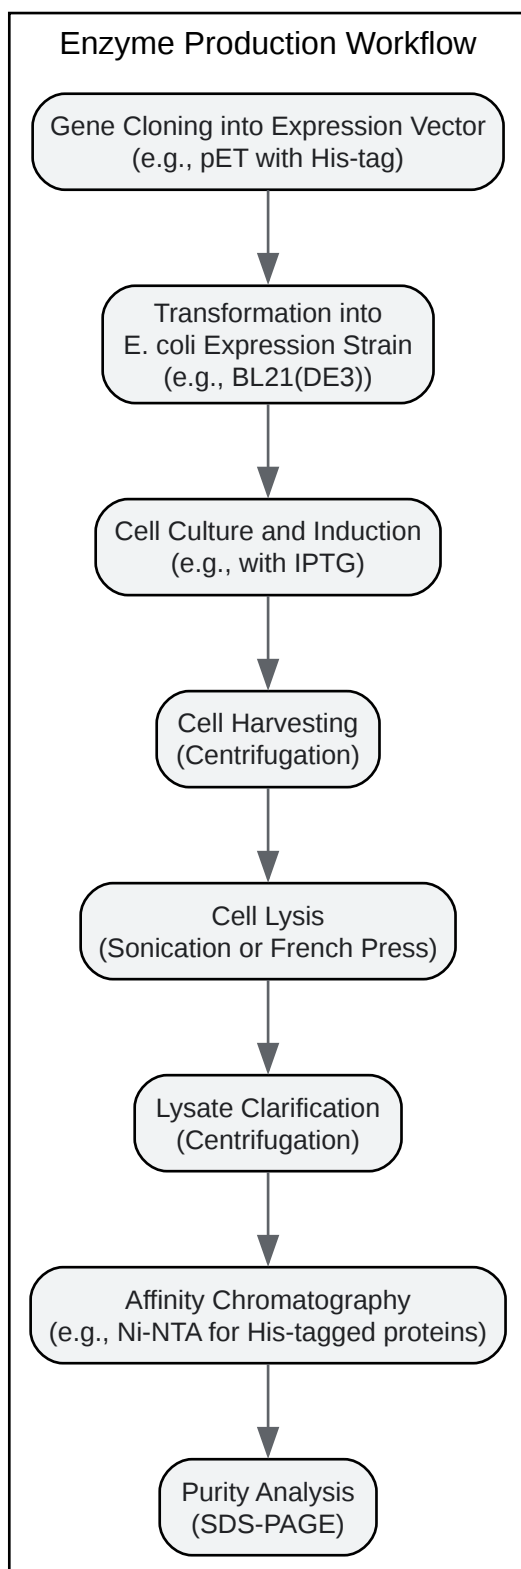 Enzyme Production Workflow
Gene Cloning into Expression Vector
(e.g., pET with His-tag)
Transformation into
E. coli Expression Strain
(e.g., BL21(DE3))
Cell Culture and Induction
(e.g., with IPTG)
Cell Harvesting
(Centrifugation)
Cell Lysis
(Sonication or French Press)
Lysate Clarification
(Centrifugation)
Affinity Chromatography
(e.g., Ni-NTA for His-tagged proteins)
Purity Analysis
(SDS-PAGE)